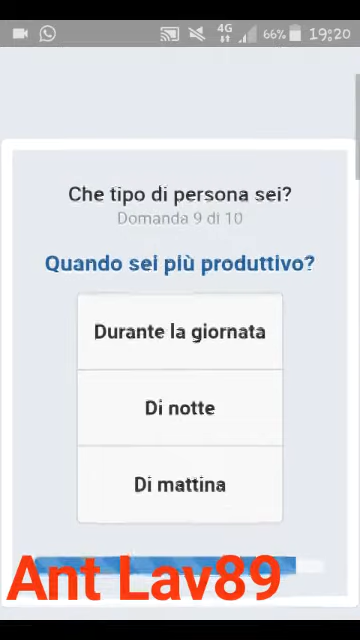 4G 66% 19:20
Che tipo di persona sei?
Domanda 9 di 10
Quando sei più produttivo?
Durante la giornata
Di notte
Di mattina
Ant Lav89